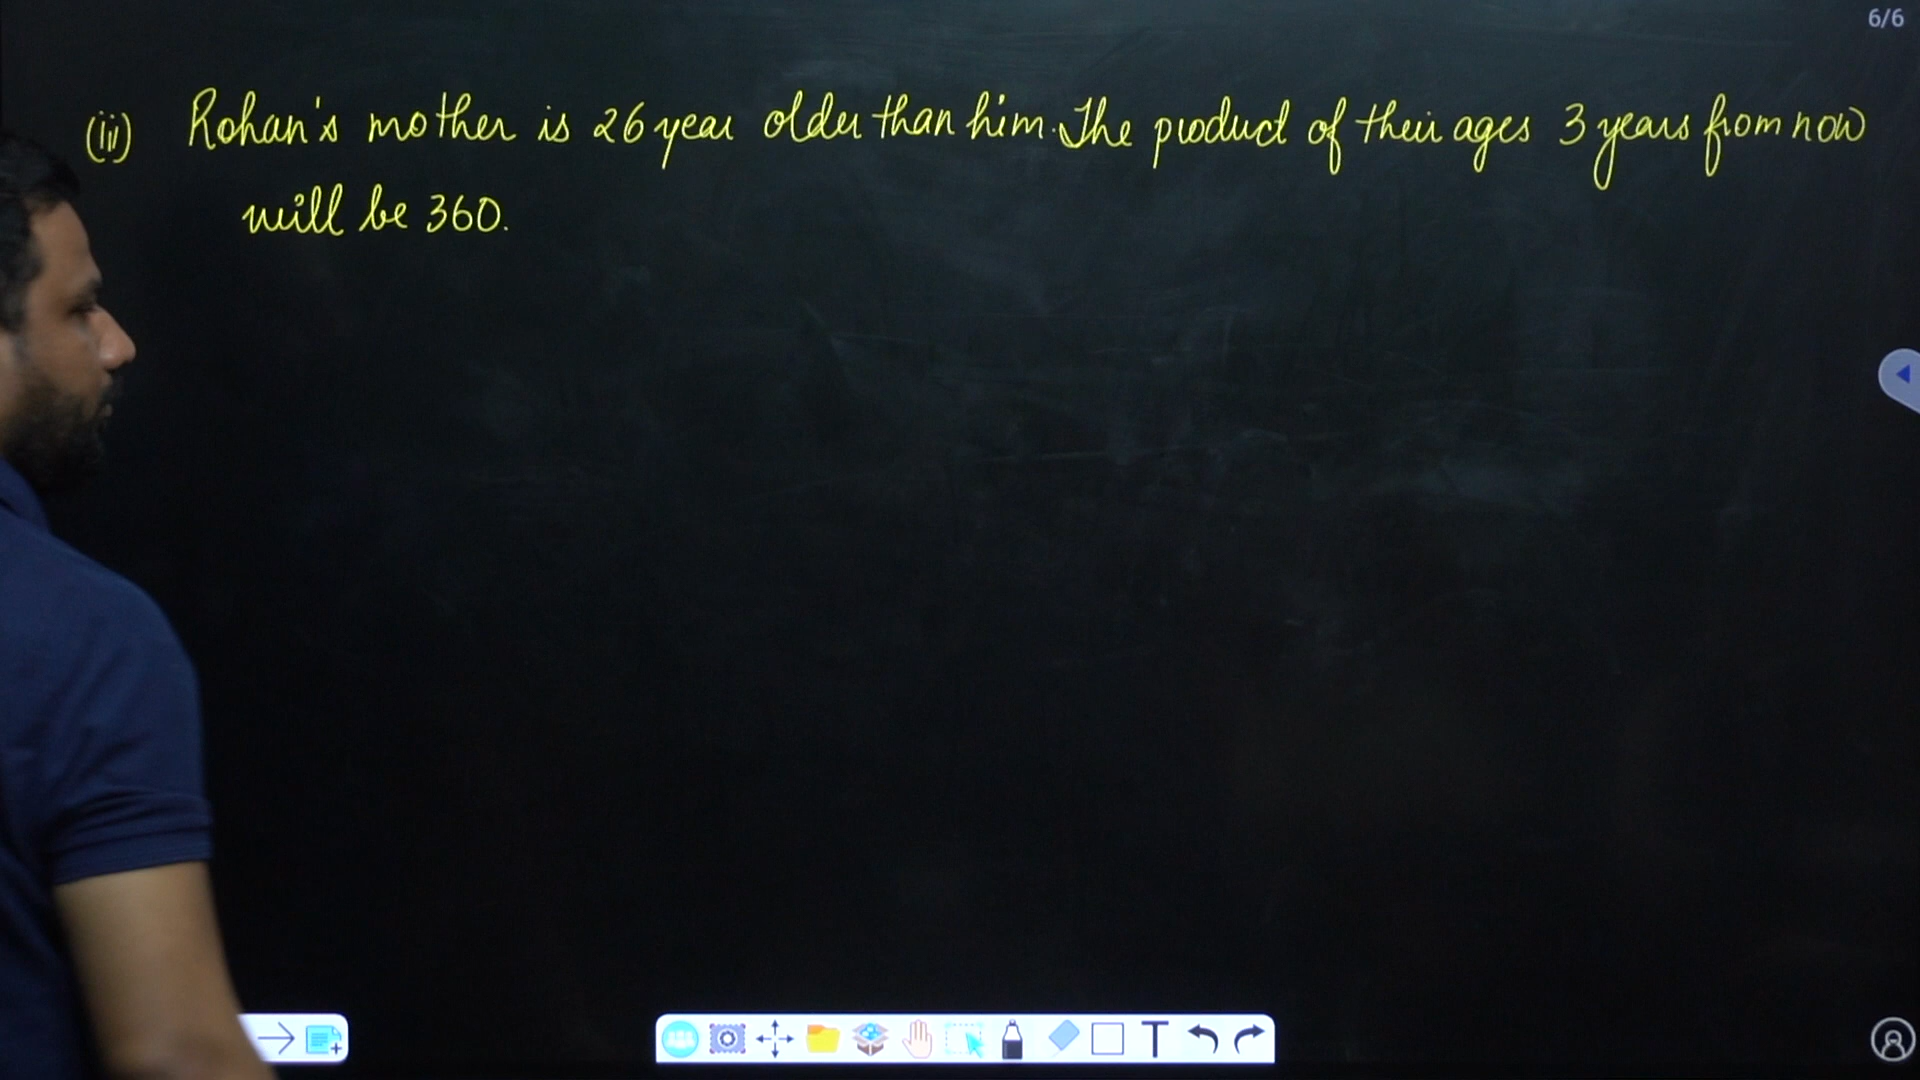 6/6
(iii) Rohan's mother is 26 year older than him. The product of their ages 3 years from now
will be 360.
T